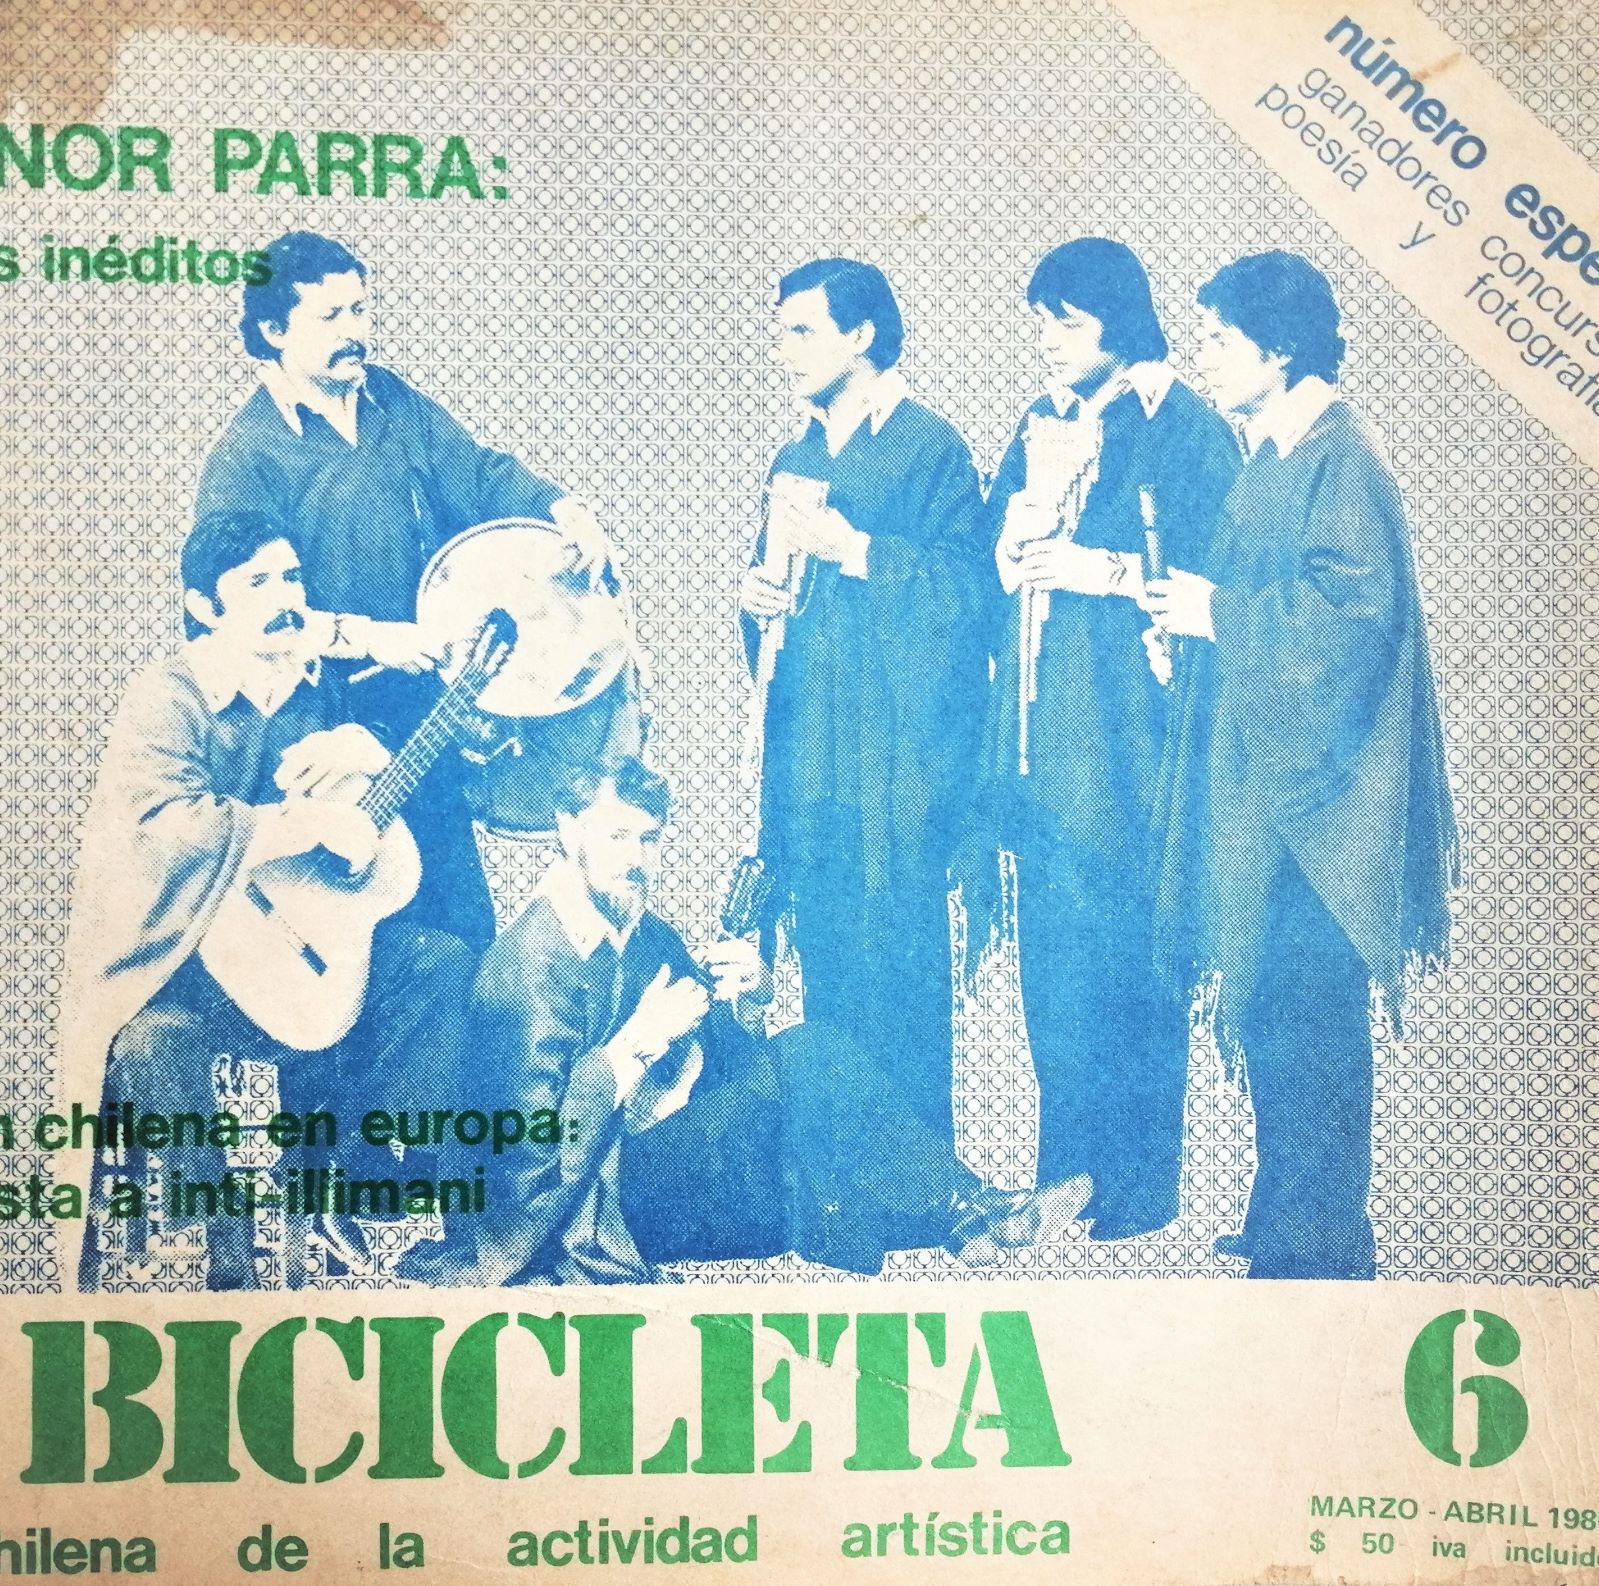 NOR PARRA:
s inéditos
número espe
ganadores concurs
poesía y fotografía
n chilena en europa:
sta a inti-illimani
BICICLETA 6
hilena de la actividad artística
MARZO - ABRIL 198
$ 50 iva incluid